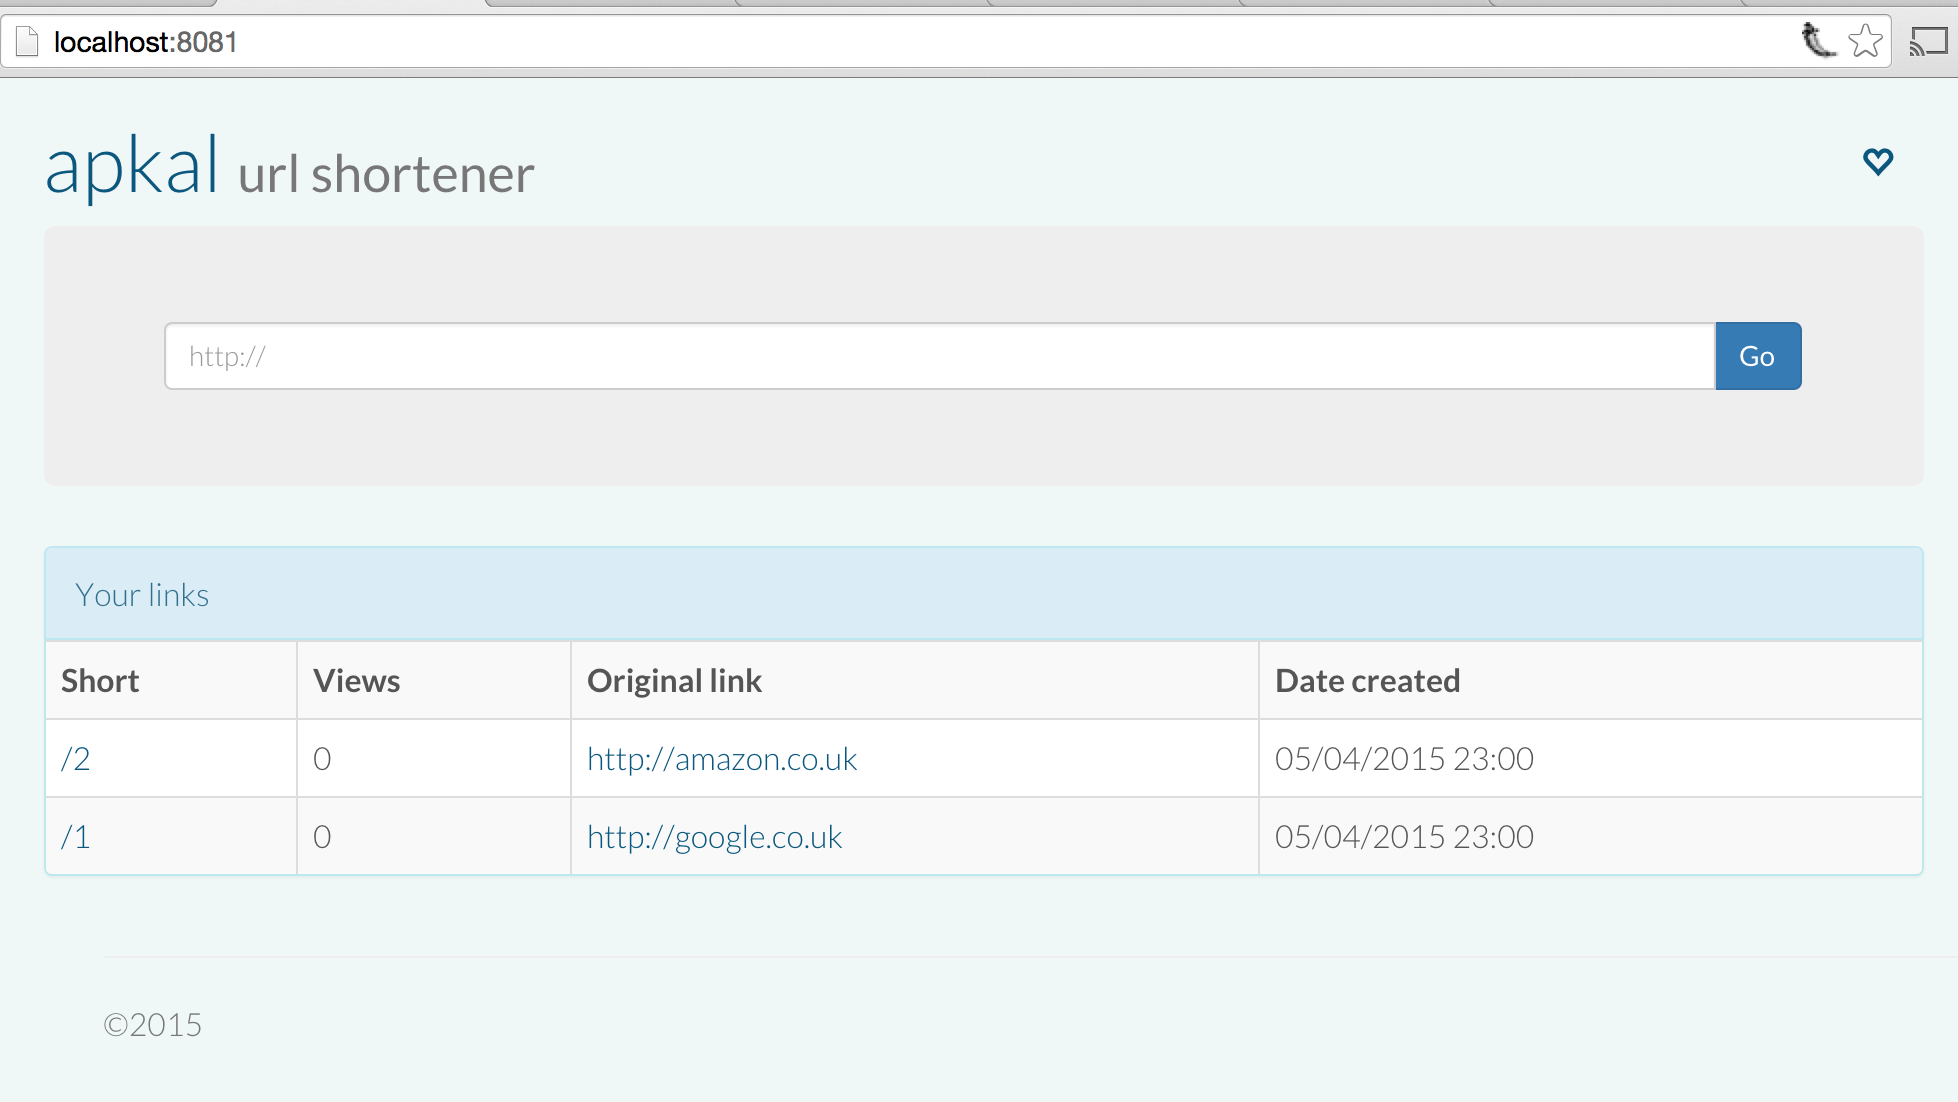 localhost:8081
apkal url shortener
http://
Go
Your links
Short Views Original link Date created
/2 0 http://amazon.co.uk 05/04/2015 23:00
/1 0 http://google.co.uk 05/04/2015 23:00
©2015